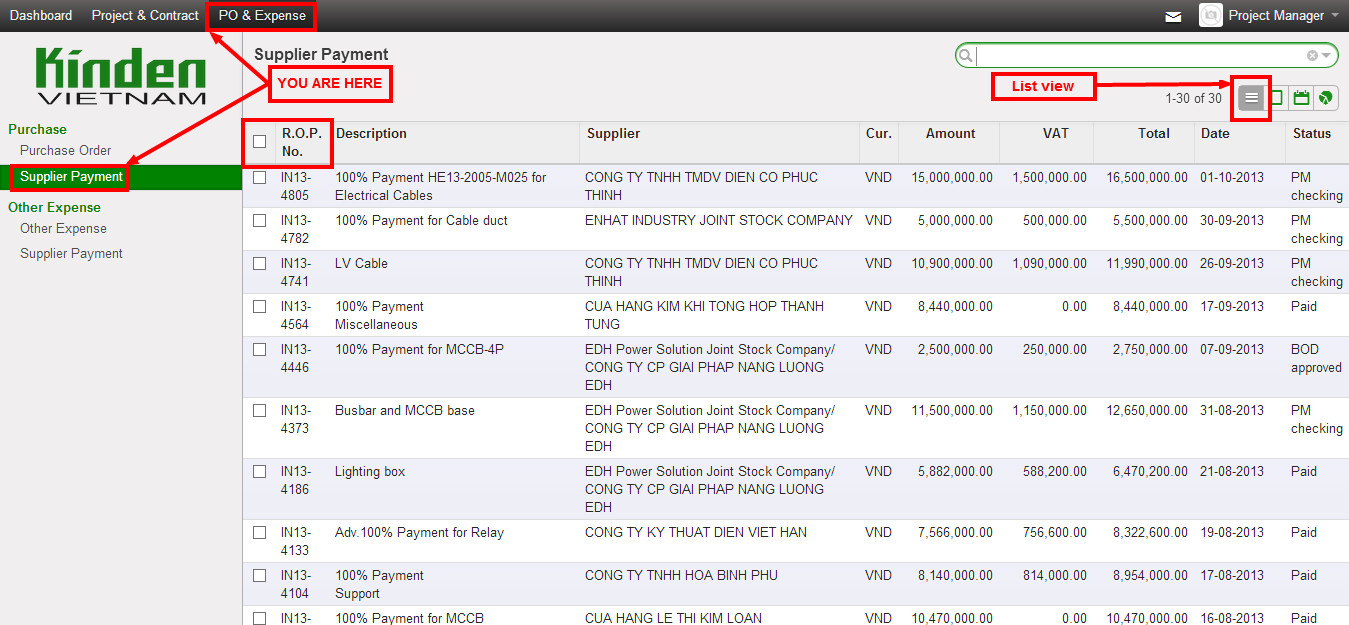 Dashboard Project & Contract PO & Expense Project Manager
Kinden
VIETNAM
Supplier Payment
YOU ARE HERE
List view
1-30 of 30
Purchase
Purchase Order
Supplier Payment
Other Expense
Other Expense
Supplier Payment
R.O.P. No. Description Supplier Cur. Amount VAT Total Date Status
IN13- 100% Payment HE13-2005-M025 for CONG TY TNHH TMDV DIEN CO PHUC VND 15,000,000.00 1,500,000.00 16,500,000.00 01-10-2013 PM
4805 Electrical Cables THINH checking
IN13- 100% Payment for Cable duct ENHAT INDUSTRY JOINT STOCK COMPANY VND 5,000,000.00 500,000.00 5,500,000.00 30-09-2013 PM
4782 checking
IN13- LV Cable CONG TY TNHH TMDV DIEN CO PHUC VND 10,900,000.00 1,090,000.00 11,990,000.00 26-09-2013 PM
4741 THINH checking
IN13- 100% Payment CUA HANG KIM KHI TONG HOP THANH VND 8,440,000.00 0.00 8,440,000.00 17-09-2013 Paid
4564 Miscellaneous TUNG
IN13- 100% Payment for MCCB-4P EDH Power Solution Joint Stock Company/ VND 2,500,000.00 250,000.00 2,750,000.00 07-09-2013 BOD
4446 CONG TY CP GIAI PHAP NANG LUONG approved
EDH
IN13- Busbar and MCCB base EDH Power Solution Joint Stock Company/ VND 11,500,000.00 1,150,000.00 12,650,000.00 31-08-2013 PM
4373 CONG TY CP GIAI PHAP NANG LUONG checking
EDH
IN13- Lighting box EDH Power Solution Joint Stock Company/ VND 5,882,000.00 588,200.00 6,470,200.00 21-08-2013 Paid
4186 CONG TY CP GIAI PHAP NANG LUONG
EDH
IN13- Adv.100% Payment for Relay CONG TY KY THUAT DIEN VIET HAN VND 7,566,000.00 756,600.00 8,322,600.00 19-08-2013 Paid
4133
IN13- 100% Payment CONG TY TNHH HOA BINH PHU VND 8,140,000.00 814,000.00 8,954,000.00 17-08-2013 Paid
4104 Support
IN13- 100% Payment for MCCB CUA HANG LE THI KIM LOAN VND 10,470,000.00 0.00 10,470,000.00 16-08-2013 Paid